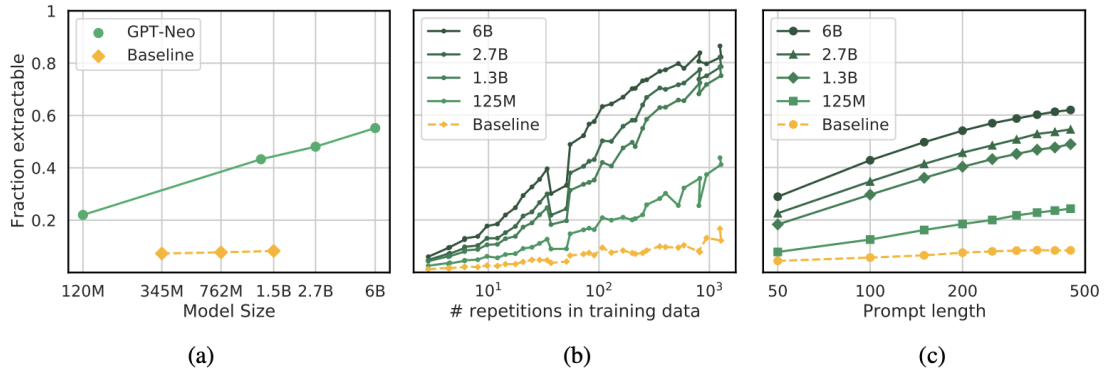 Fraction extractable
1
0.8
0.6
0.4
0.2
GPT-Neo
Baseline
120M 345M 762M 1.5B 2.7B 6B
Model Size
(a)
6B
2.7B
1.3B
125M
Baseline
10¹ 10² 10³
# repetitions in training data
(b)
6B
2.7B
1.3B
125M
Baseline
50 100 200 500
Prompt length
(c)